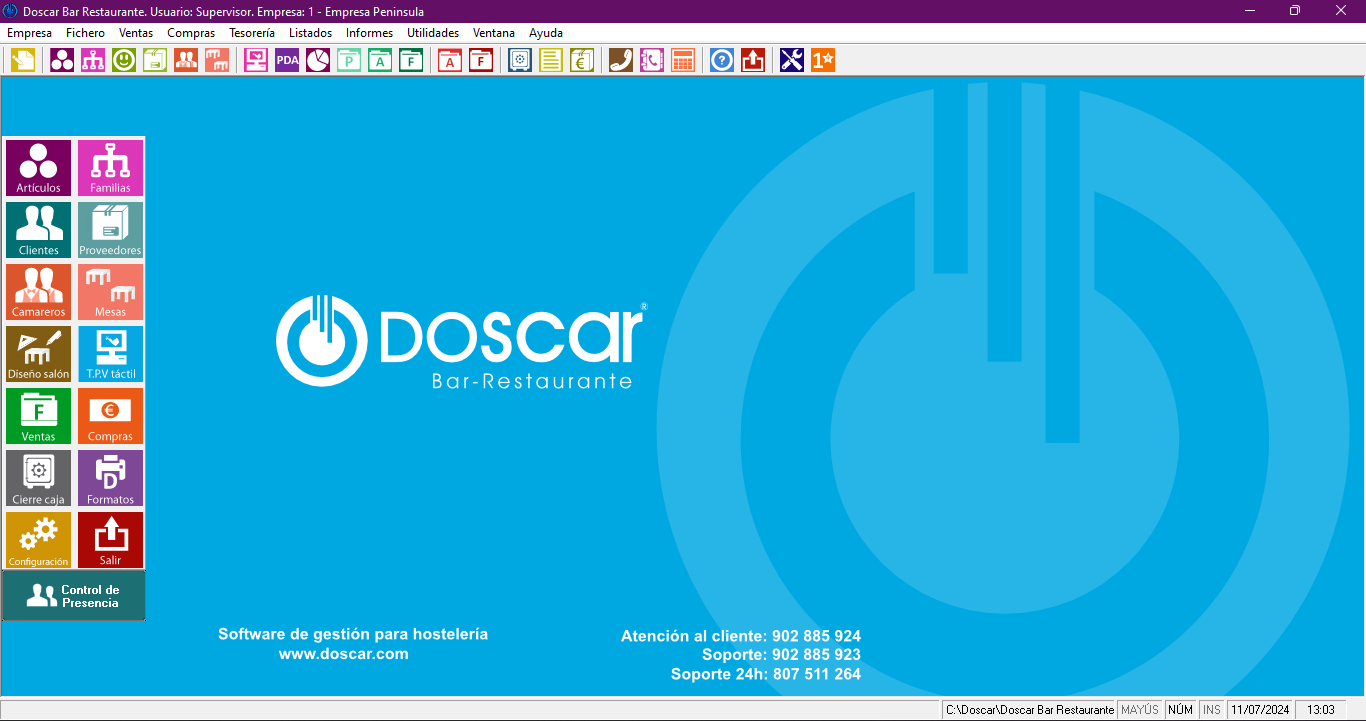 Doscar Bar Restaurante. Usuario: Supervisor. Empresa: 1 - Empresa Peninsula
Empresa Fichero Ventas Compras Tesorería Listados Informes Utilidades Ventana Ayuda
PDA P A F A F € ? 1
Artículos Familias
Clientes Proveedores
Camareros Mesas
Diseño salón T.P.V táctil
F €
Ventas Compras
D
Cierre caja Formatos
Configuración Salir
Control de
Presencia
DOSCAR®
Bar-Restaurante
Software de gestión para hostelería
www.doscar.com
Atención al cliente: 902 885 924
Soporte: 902 885 923
Soporte 24h: 807 511 264
C:\Doscar\Doscar Bar Restaurante MAYÚS NÚM INS 11/07/2024 13:03